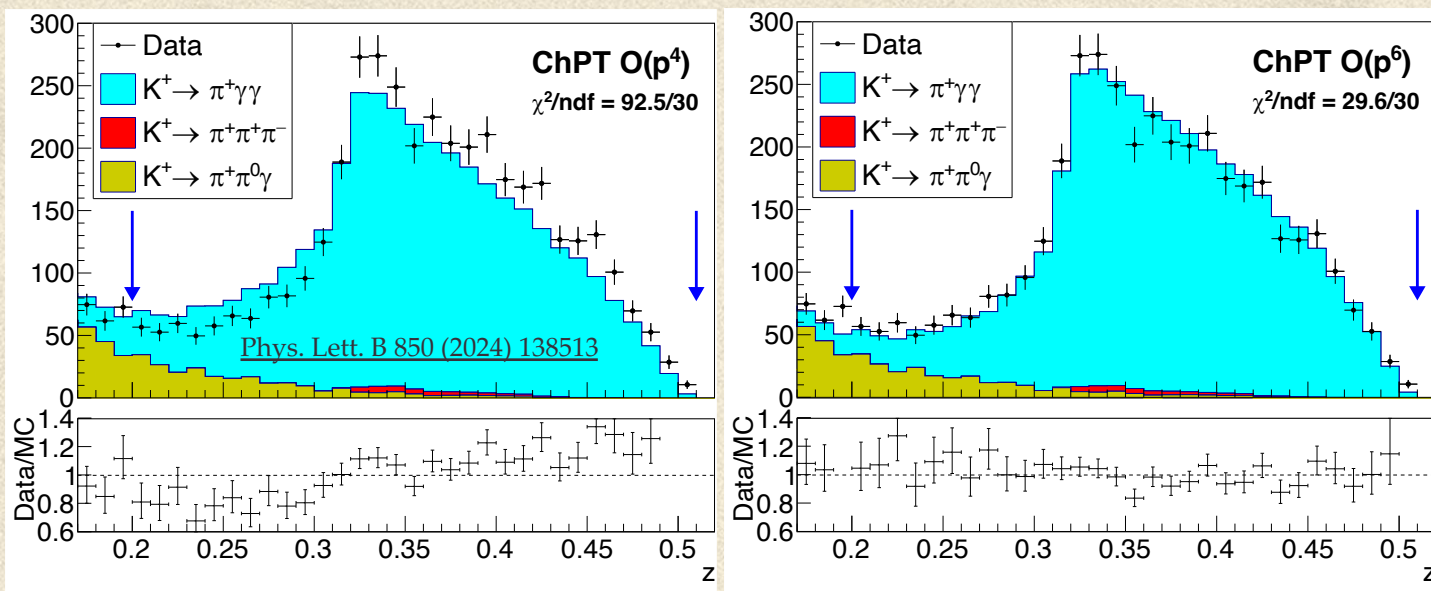 300
250
200
150
100
50
0
Data
K⁺→ π⁺γγ
K⁺→ π⁺π⁺π⁻
K⁺→ π⁺π⁰γ
ChPT O(p⁴)
χ²/ndf = 92.5/30
Phys. Lett. B 850 (2024) 138513
Data/MC
1.4
1.2
1
0.8
0.6
0.2 0.25 0.3 0.35 0.4 0.45 0.5
z
300
250
200
150
100
50
0
Data
K⁺→ π⁺γγ
K⁺→ π⁺π⁺π⁻
K⁺→ π⁺π⁰γ
ChPT O(p⁶)
χ²/ndf = 29.6/30
Data/MC
1.4
1.2
1
0.8
0.6
0.2 0.25 0.3 0.35 0.4 0.45 0.5
z